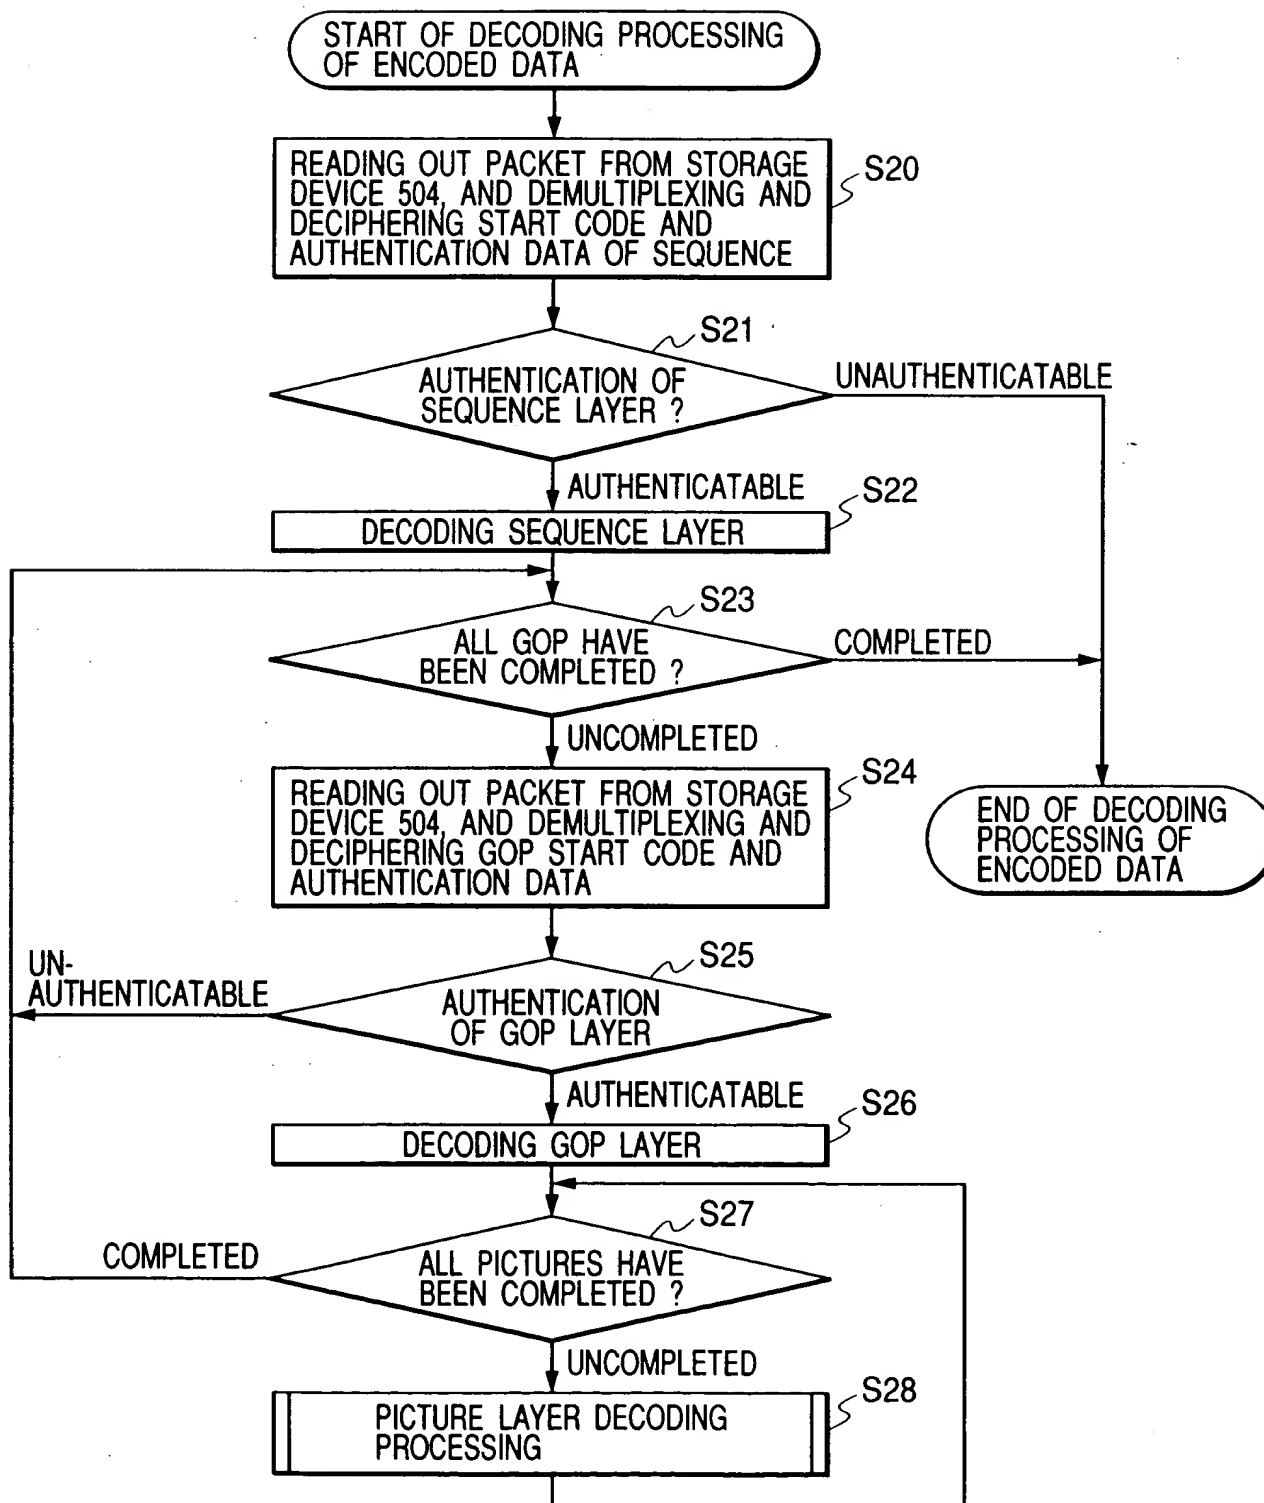 START OF DECODING PROCESSING
OF ENCODED DATA
READING OUT PACKET FROM STORAGE
DEVICE 504, AND DEMULTIPLEXING AND
DECIPHERING START CODE AND
AUTHENTICATION DATA OF SEQUENCE
S20
S21
AUTHENTICATION OF
SEQUENCE LAYER ?
UNAUTHENTICATABLE
AUTHENTICATABLE
S22
DECODING SEQUENCE LAYER
S23
ALL GOP HAVE
BEEN COMPLETED ?
COMPLETED
UNCOMPLETED
S24
READING OUT PACKET FROM STORAGE
DEVICE 504, AND DEMULTIPLEXING AND
DECIPHERING GOP START CODE AND
AUTHENTICATION DATA
END OF DECODING
PROCESSING OF
ENCODED DATA
S25
UN-
AUTHENTICATABLE
AUTHENTICATION
OF GOP LAYER
AUTHENTICATABLE
S26
DECODING GOP LAYER
S27
COMPLETED
ALL PICTURES HAVE
BEEN COMPLETED ?
UNCOMPLETED
S28
PICTURE LAYER DECODING
PROCESSING